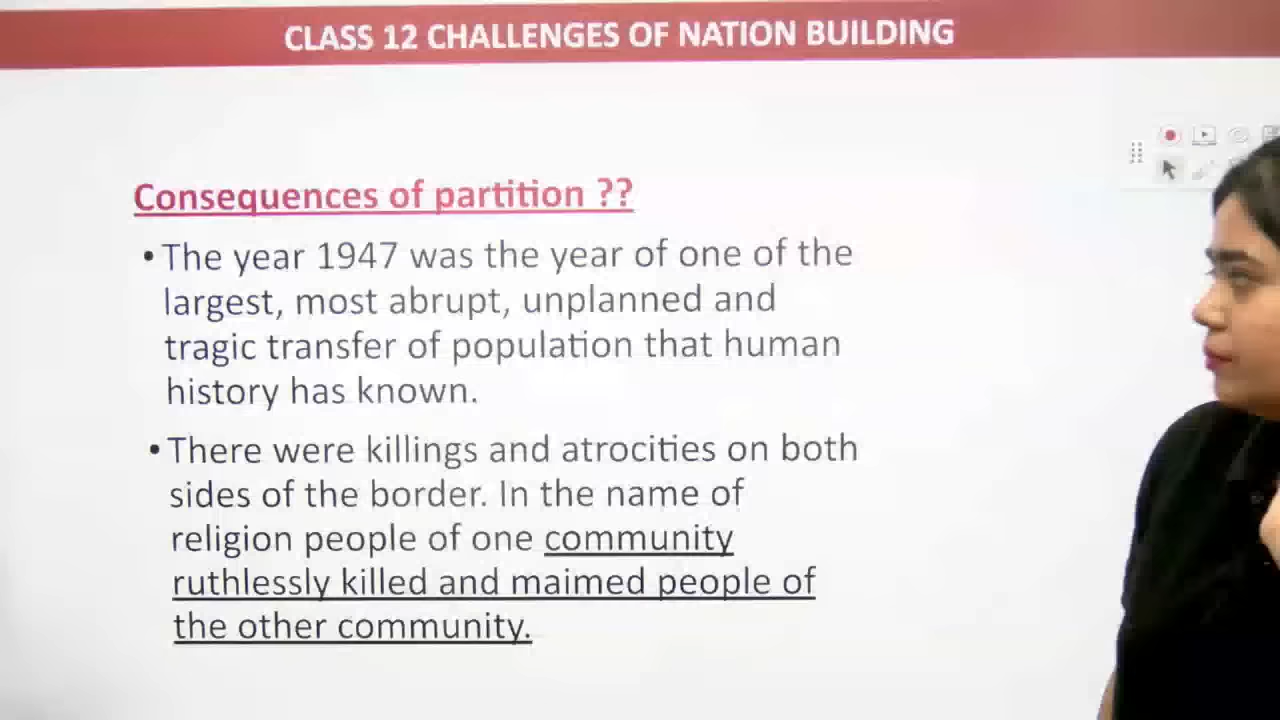 CLASS 12 CHALLENGES OF NATION BUILDING
Consequences of partition ??
• The year 1947 was the year of one of the
largest, most abrupt, unplanned and
tragic transfer of population that human
history has known.
• There were killings and atrocities on both
sides of the border. In the name of
religion people of one community
ruthlessly killed and maimed people of
the other community.